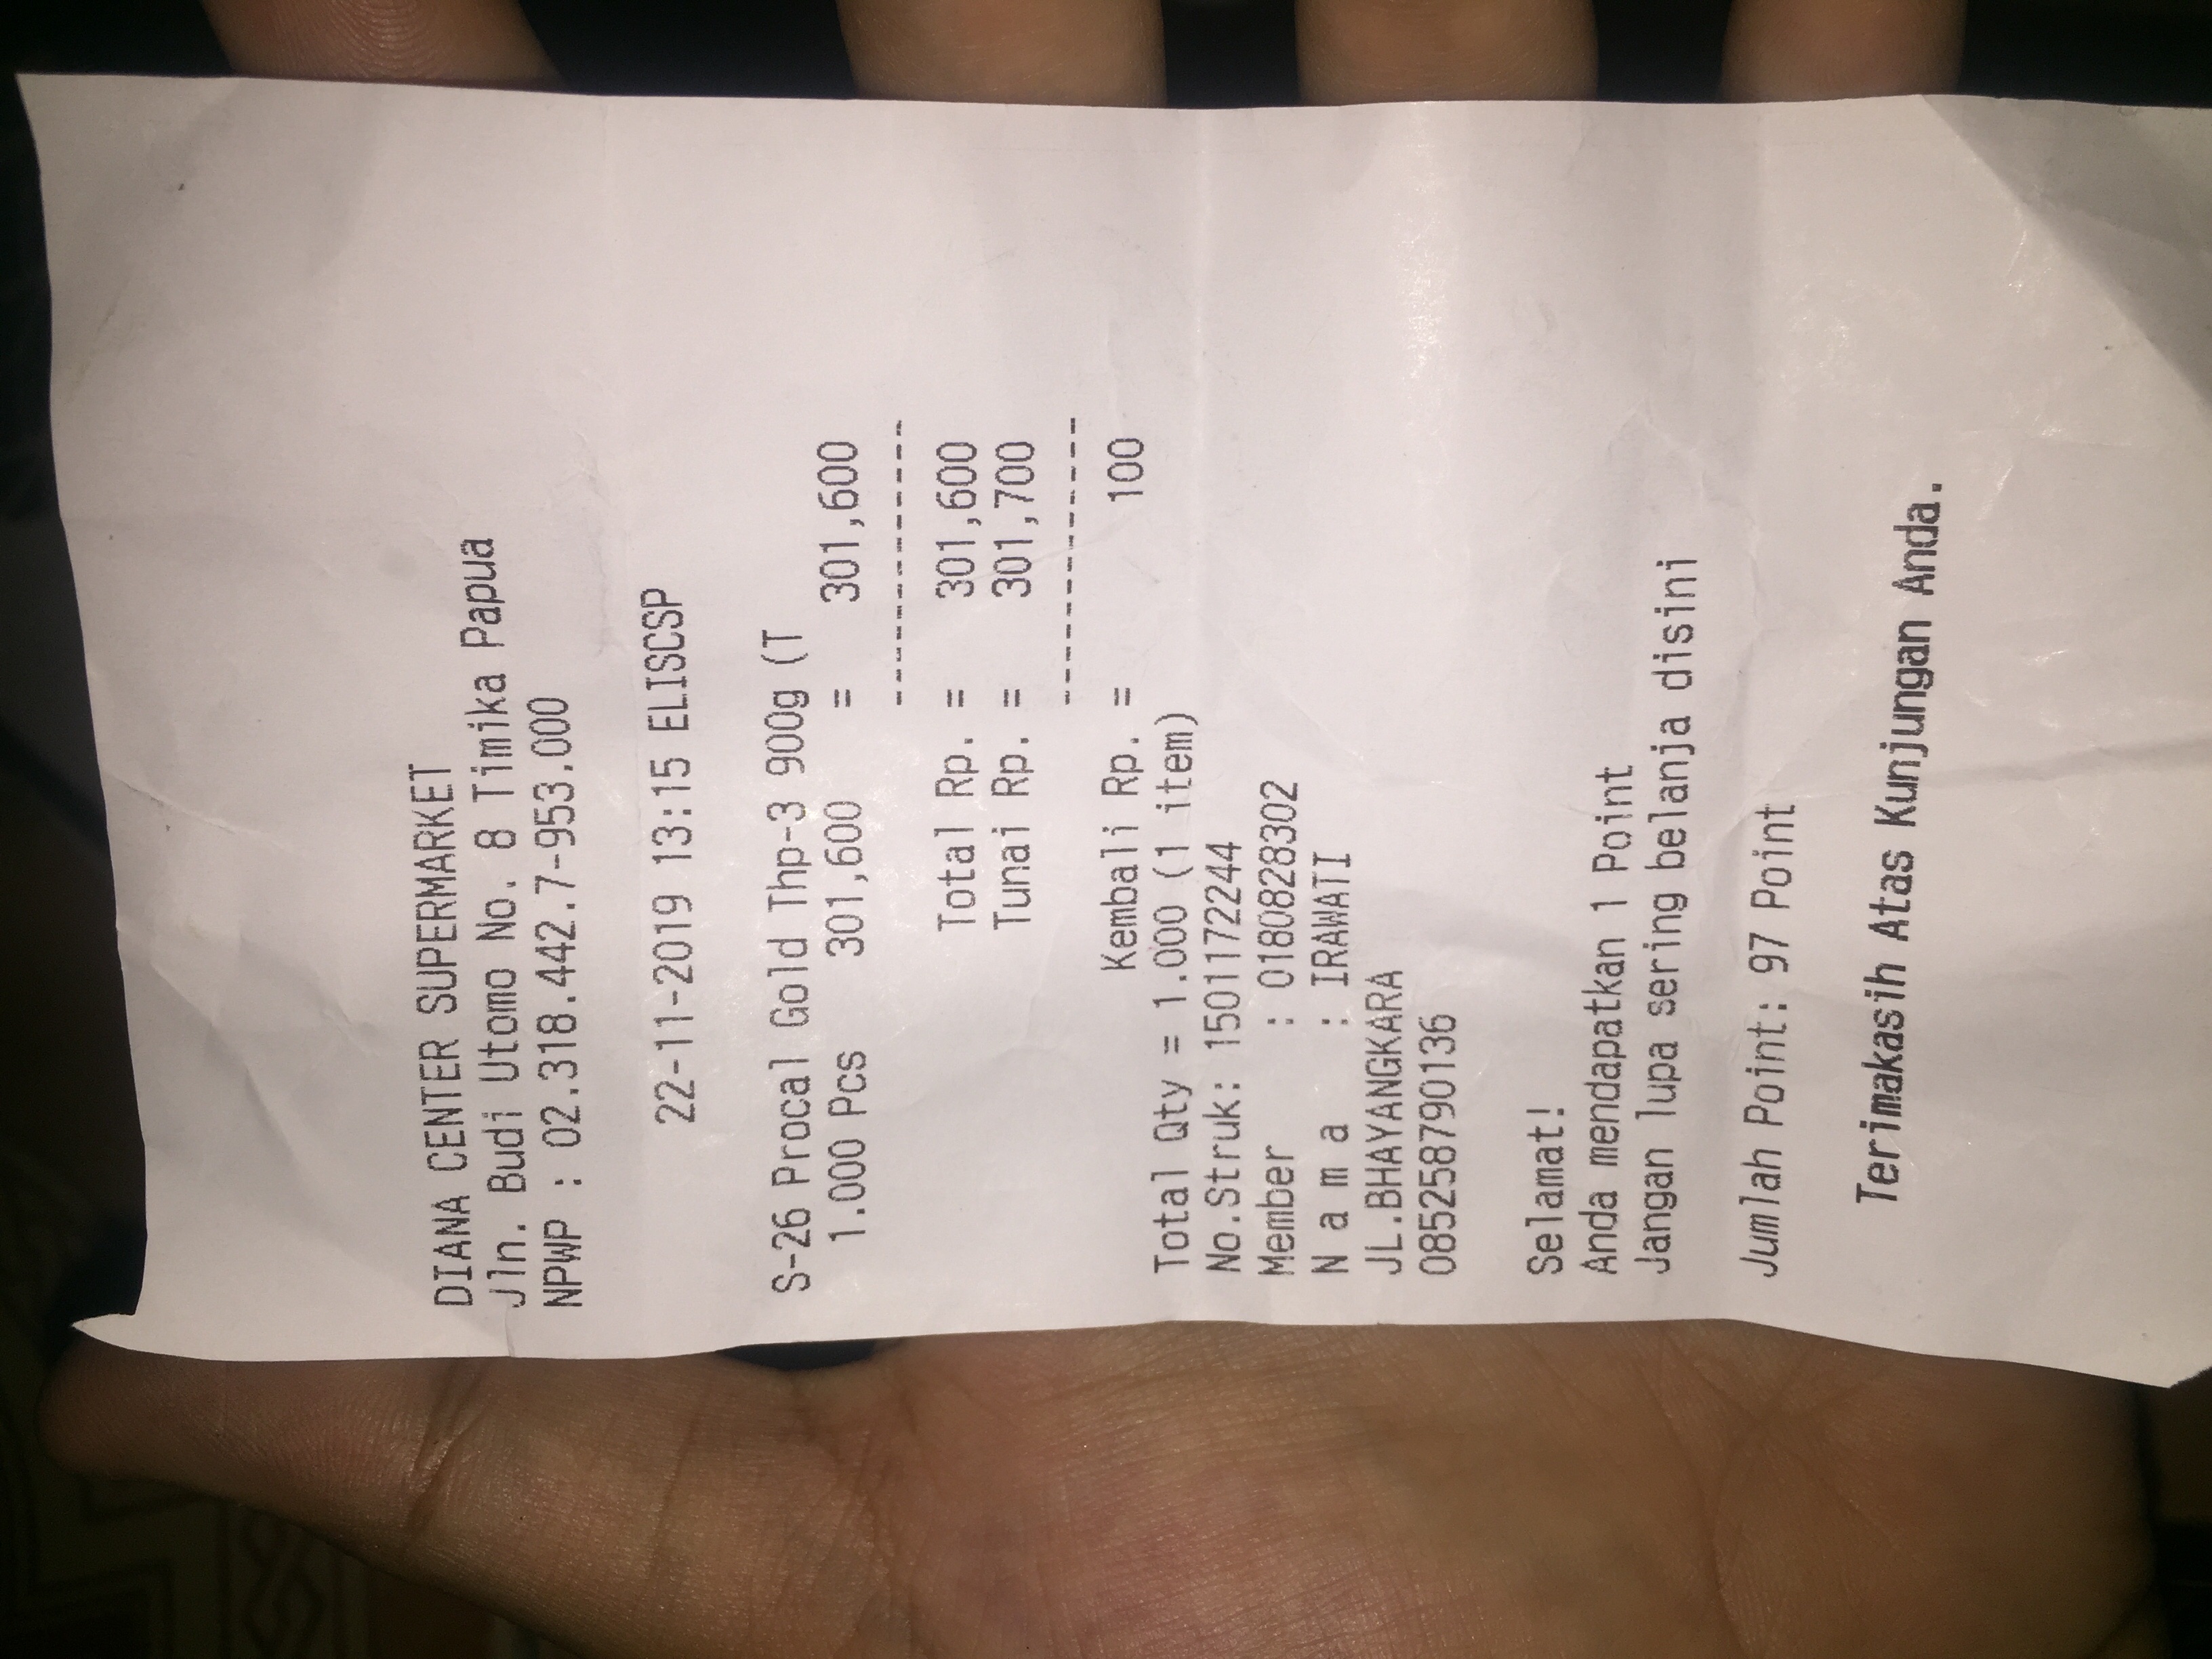 DIANA CENTER SUPERMARKET
Jln. Budi Utomo No. 8 Timika Papua
NPWP : 02.318.442.7-953.000
22-11-2019 13:15 ELISCSP
S-26 Procal Gold Thp-3 900g (T
1.000 Pcs 301,600 = 301,600
------------------
Total Rp. = 301,600
Tunai Rp. = 301,700
------------------
Kembali Rp. = 100
Total Qty = 1.000 (1 item)
No.Struk: 1501172244
Member : 0180828302
N a m a : IRAWATI
JL.BHAYANGKARA
085258790136
Selamat!
Anda mendapatkan 1 Point
Jangan lupa sering belanja disini
Jumlah Point: 97 Point
Terimakasih Atas Kunjungan Anda.